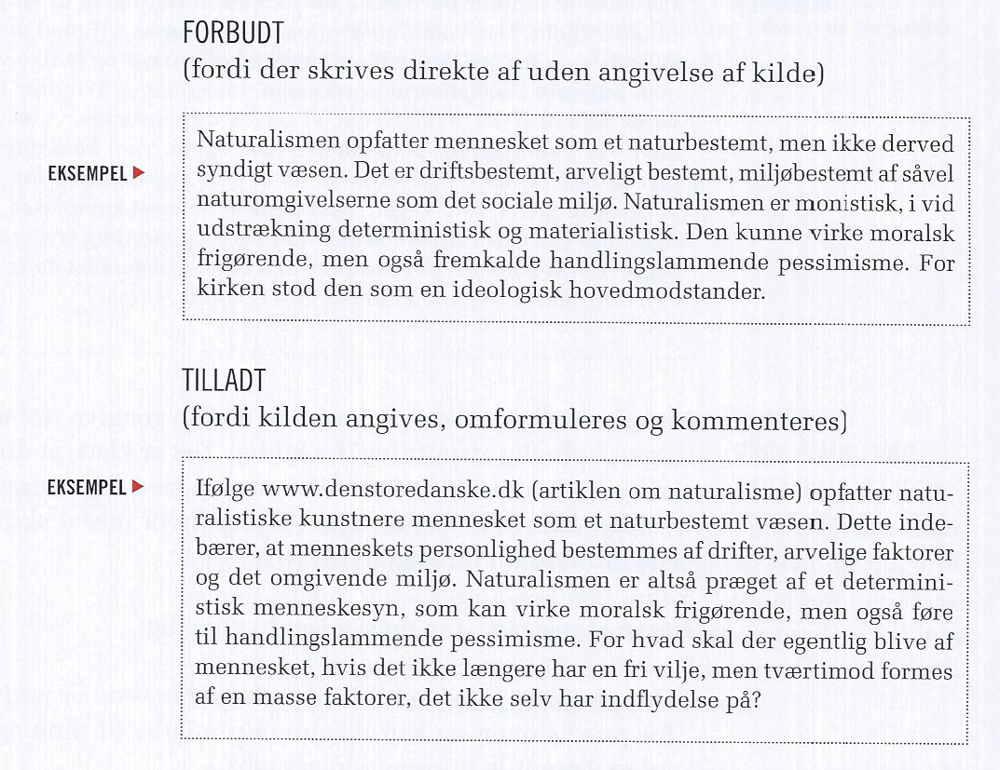 FORBUDT
(fordi der skrives direkte af uden angivelse af kilde)
EKSEMPEL
Naturalismen opfatter mennesket som et naturbestemt, men ikke derved
syndigt væsen. Det er driftsbestemt, arveligt bestemt, miljøbestemt af såvel
naturomgivelserne som det sociale miljø. Naturalismen er monistisk, i vid
udstrækning deterministisk og materialistisk. Den kunne virke moralsk
frigørende, men også fremkalde handlingslammende pessimisme. For
kirken stod den som en ideologisk hovedmodstander.
TILLADT
(fordi kilden angives, omformuleres og kommenteres)
EKSEMPEL
Ifølge www.denstoredanske.dk (artiklen om naturalisme) opfatter natu-
ralistiske kunstnere mennesket som et naturbestemt væsen. Dette inde-
bærer, at menneskets personlighed bestemmes af drifter, arvelige faktorer
og det omgivende miljø. Naturalismen er altså præget af et determini-
stisk menneskesyn, som kan virke moralsk frigørende, men også føre
til handlingslammende pessimisme. For hvad skal der egentlig blive af
mennesket, hvis det ikke længere har en fri vilje, men tværtimod formes
af en masse faktorer, det ikke selv har indflydelse på?